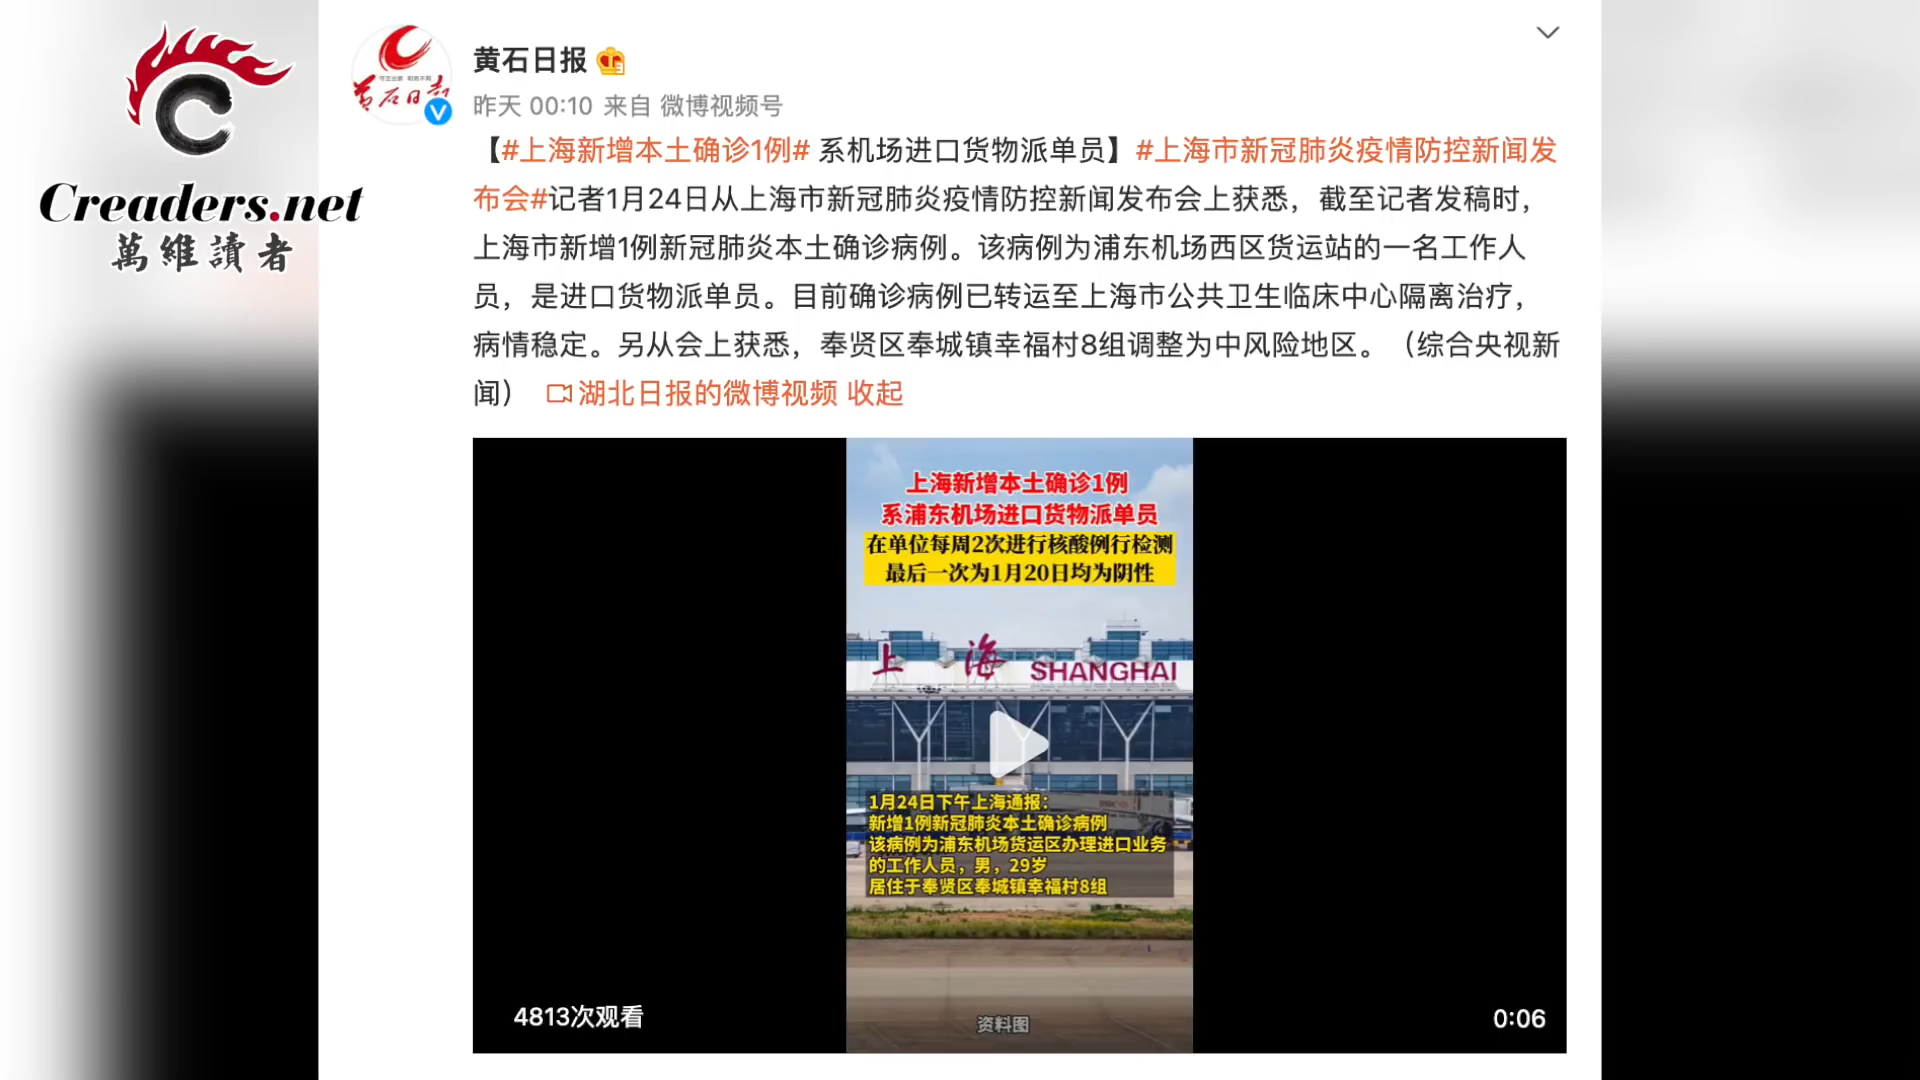 Creaders.net
萬維讀者
黄石日报
昨天 00:10 来自 微博视频号
【#上海新增本土确诊1例# 系机场进口货物派单员】#上海市新冠肺炎疫情防控新闻发
布会#记者1月24日从上海市新冠肺炎疫情防控新闻发布会上获悉，截至记者发稿时，
上海市新增1例新冠肺炎本土确诊病例。该病例为浦东机场西区货运站的一名工作人
员，是进口货物派单员。目前确诊病例已转运至上海市公共卫生临床中心隔离治疗，
病情稳定。另从会上获悉，奉贤区奉城镇幸福村8组调整为中风险地区。（综合央视新
闻） 湖北日报的微博视频 收起
上海新增本土确诊1例
系浦东机场进口货物派单员
在单位每周2次进行核酸例行检测
最后一次为1月20日均为阴性
上海 SHANGHAI
1月24日下午上海通报：
新增1例新冠肺炎本土确诊病例
该病例为浦东机场货运区办理进口业务
的工作人员，男，29岁
居住于奉贤区奉城镇幸福村8组
4813次观看
资料图
0:06